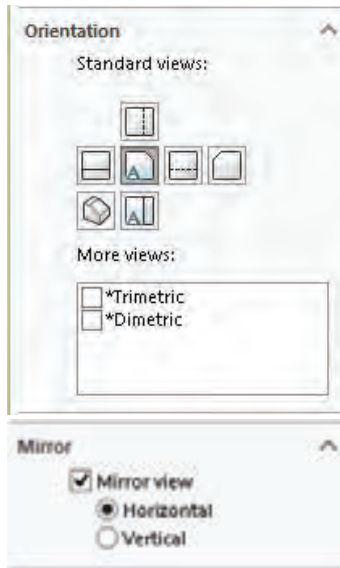 Orientation
Standard views:
A
A
More views:
*Trimetric
*Dimetric
Mirror
Mirror view
Horizontal
Vertical